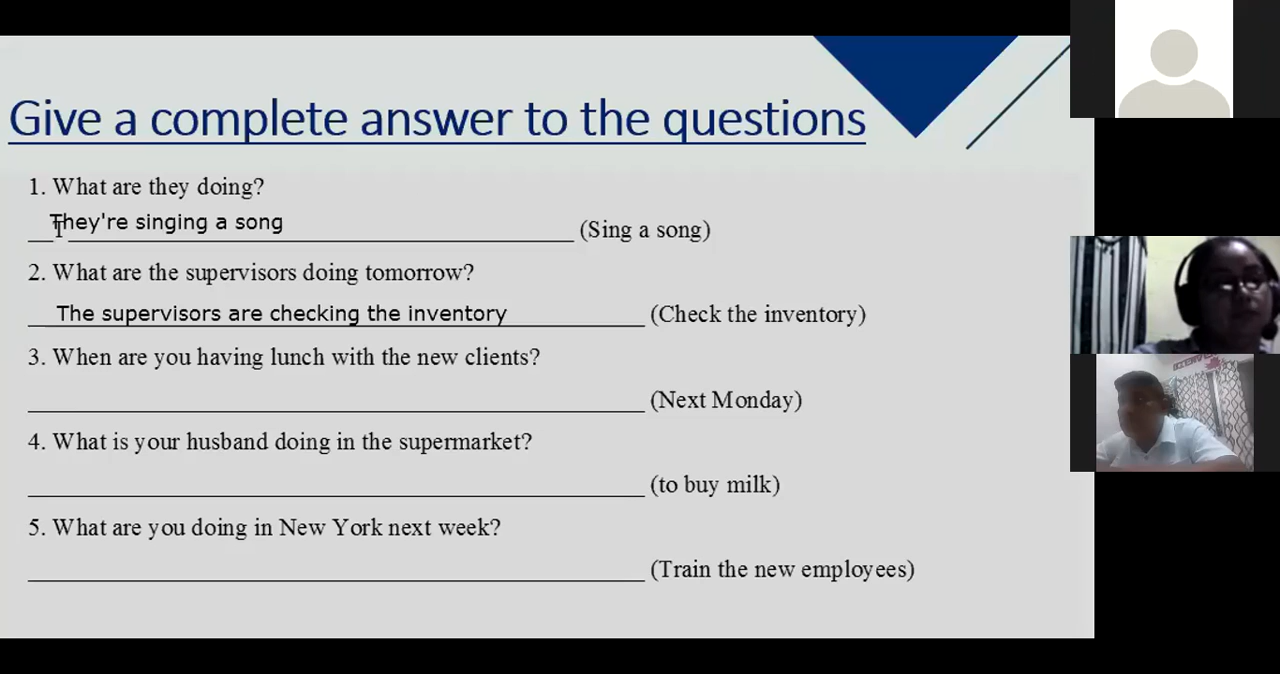 Give a complete answer to the questions
1. What are they doing?
They're singing a song (Sing a song)
2. What are the supervisors doing tomorrow?
The supervisors are checking the inventory (Check the inventory)
3. When are you having lunch with the new clients?
(Next Monday)
4. What is your husband doing in the supermarket?
(to buy milk)
5. What are you doing in New York next week?
(Train the new employees)